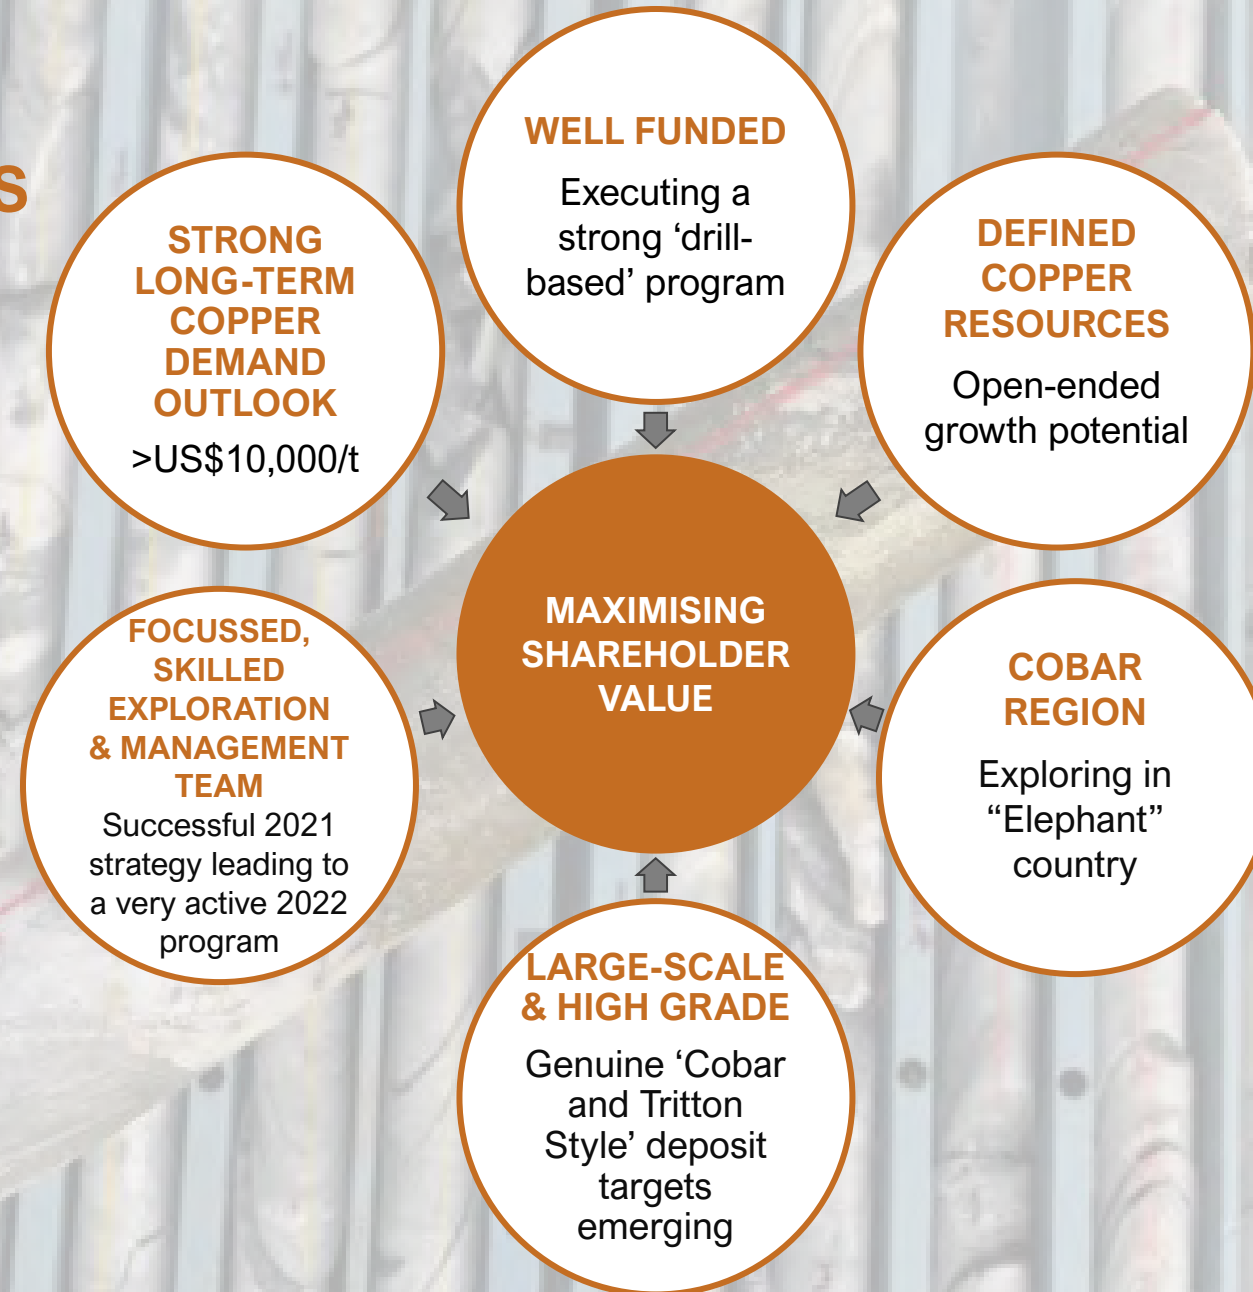 WELL FUNDED
Executing a
strong ‘drill-
based’ program
STRONG
LONG-TERM
COPPER
DEMAND
OUTLOOK
>US$10,000/t
DEFINED
COPPER
RESOURCES
Open-ended
growth potential
MAXIMISING
SHAREHOLDER
VALUE
FOCUSSED,
SKILLED
EXPLORATION
& MANAGEMENT
TEAM
Successful 2021
strategy leading to
a very active 2022
program
COBAR
REGION
Exploring in
“Elephant”
country
LARGE-SCALE
& HIGH GRADE
Genuine ‘Cobar
and Tritton
Style’ deposit
targets
emerging